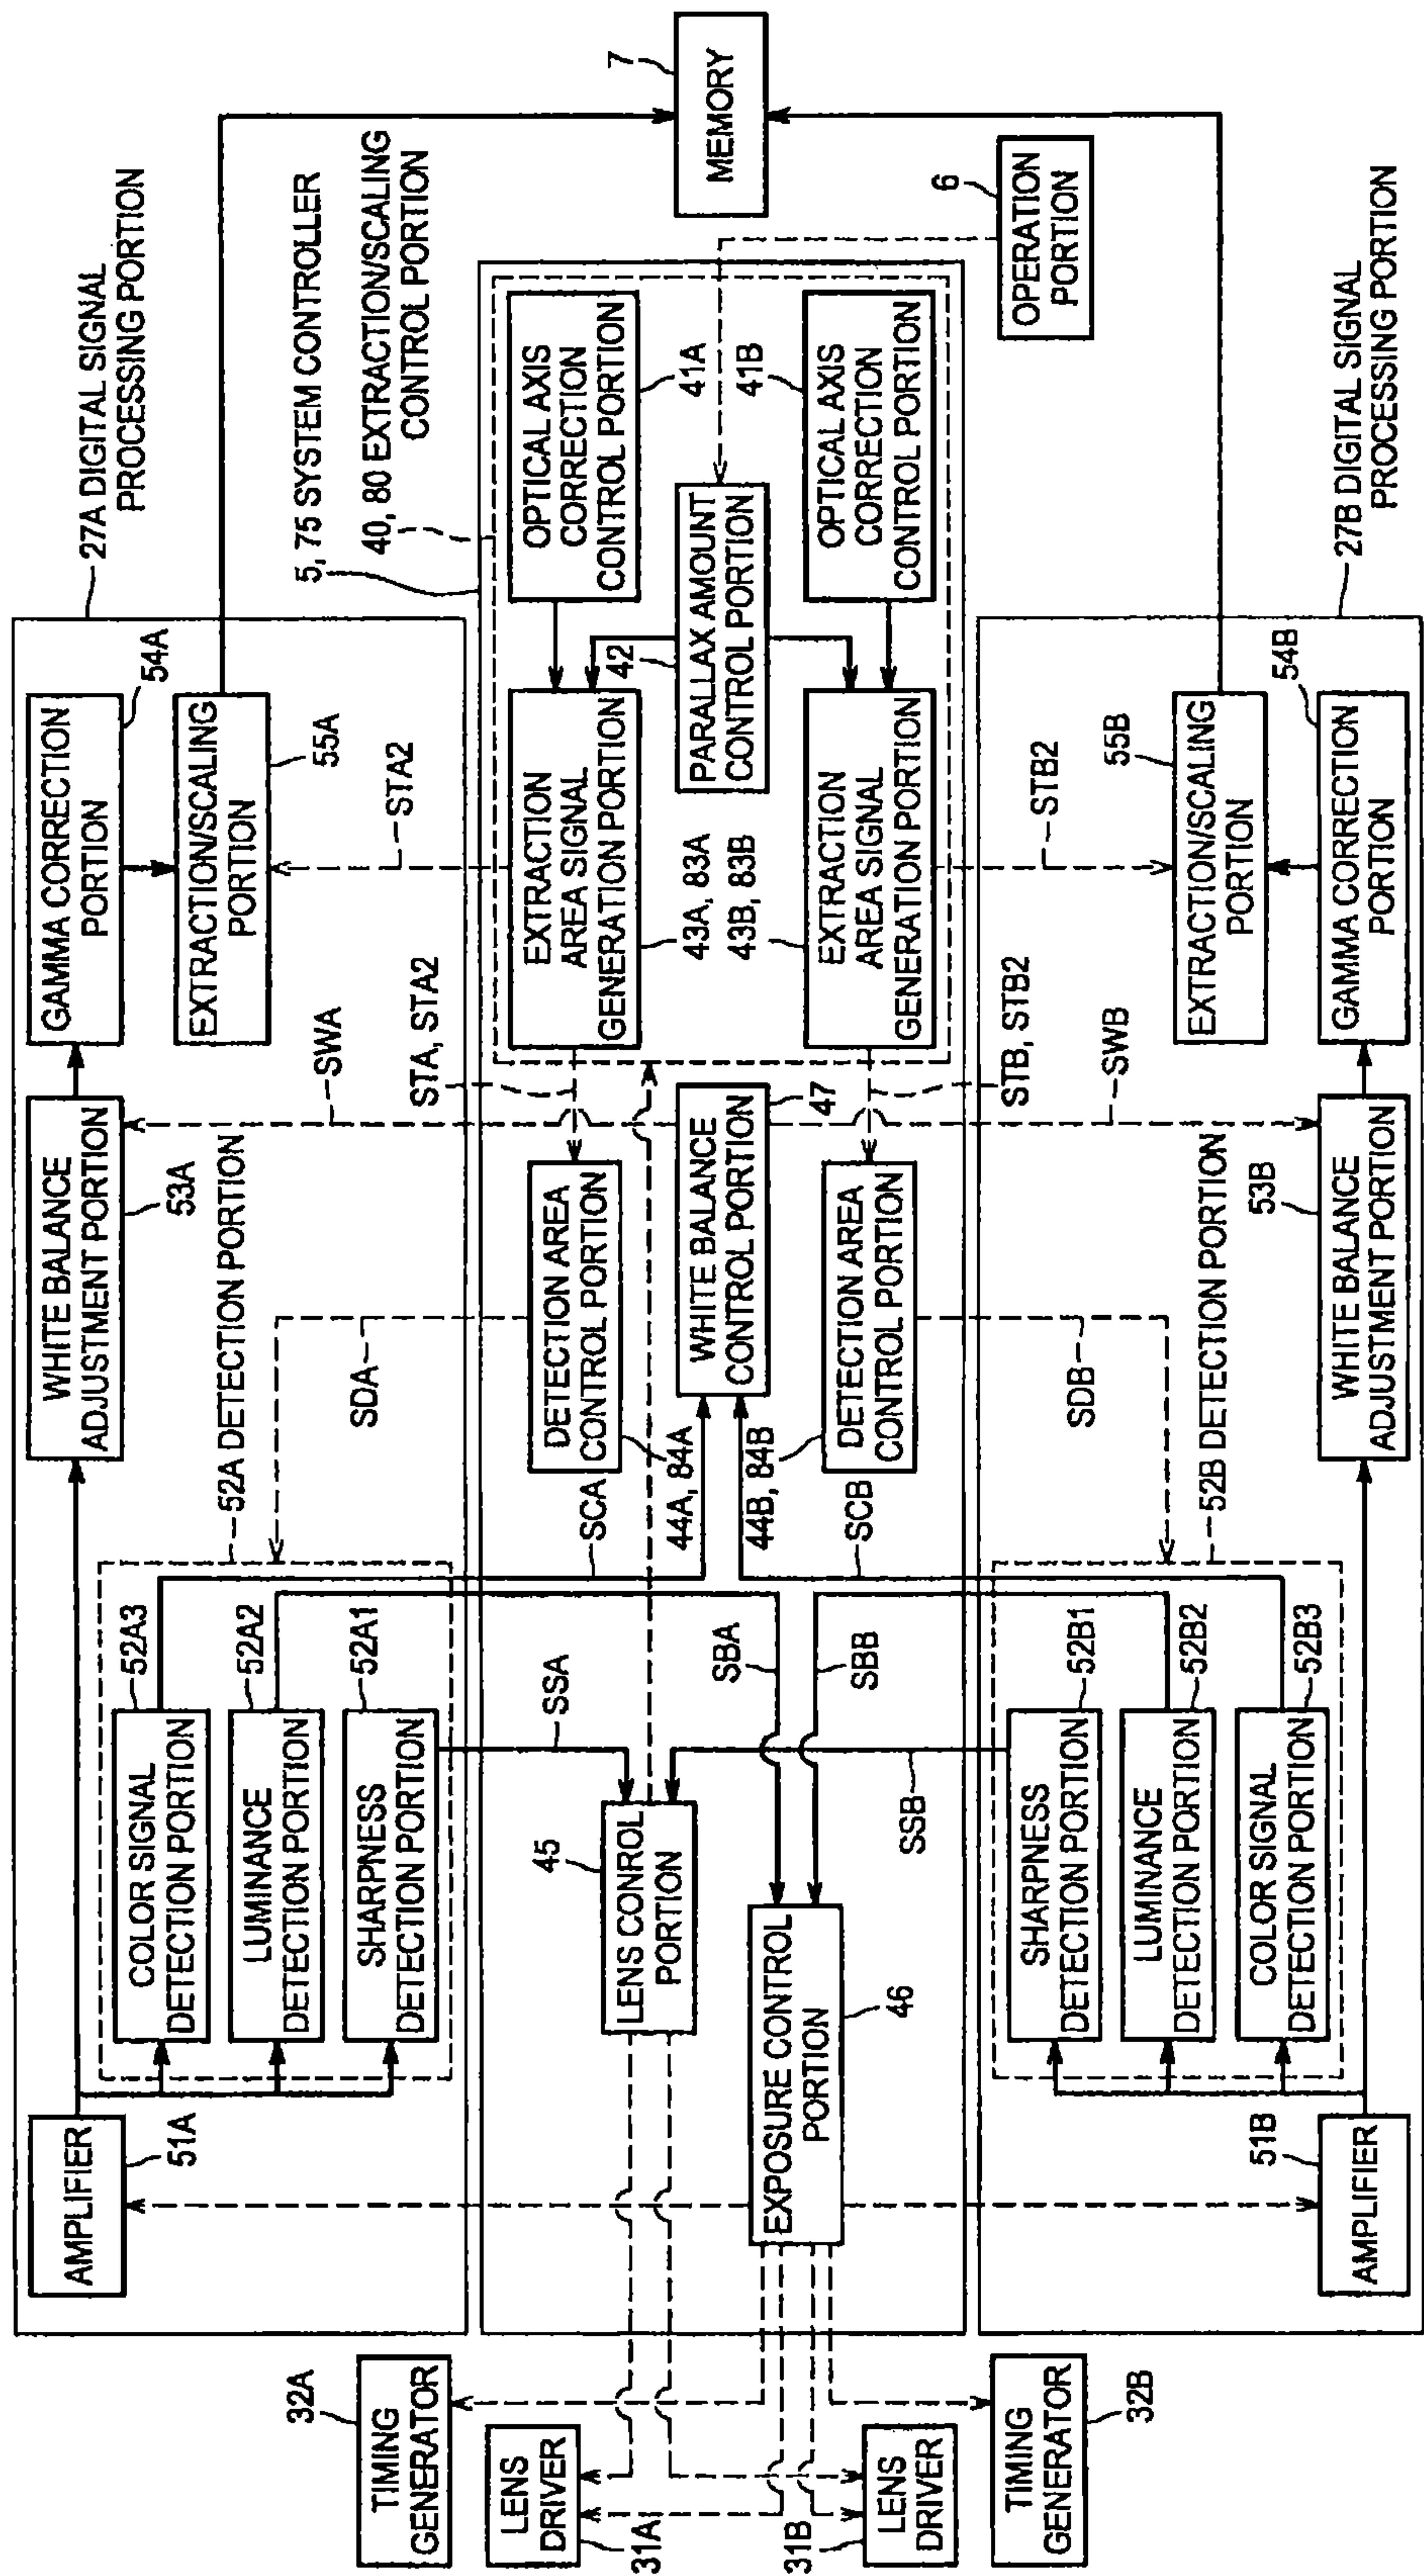 27A DIGITAL SIGNAL
PROCESSING PORTION
AMPLIFIER
51A
COLOR SIGNAL
DETECTION PORTION
52A3
LUMINANCE
DETECTION PORTION
52A2
SHARPNESS
DETECTION PORTION
52A1
52A DETECTION PORTION
WHITE BALANCE
ADJUSTMENT PORTION
53A
GAMMA CORRECTION
PORTION
54A
EXTRACTION/SCALING
PORTION
55A
SSA
SDA
SWA
STA2
STA, STA2
SCA
SBA
5, 75 SYSTEM CONTROLLER
40, 80 EXTRACTION/SCALING
CONTROL PORTION
TIMING
GENERATOR
32A
LENS
DRIVER
31A
LENS
DRIVER
31B
TIMING
GENERATOR
32B
LENS CONROL
PORTION
45
EXPOSURE CONTROL
PORTION
46
DETECTION AREA
CONTROL PORTION
44A, 84A
WHITE BALANCE
CONTROL PORTION
47
DETECTION AREA
CONTROL PORTION
44B, 84B
EXTRACTION
AREA SIGNAL
GENERATION PORTION
43A, 83A
EXTRACTION
AREA SIGNAL
GENERATION PORTION
43B, 83B
OPTICAL AXIS
CORRECTION
CONTROL PORTION
41A
PARALLAX AMOUNT
CONTROL PORTION
42
OPTICAL AXIS
CORRECTION
CONTROL PORTION
41B
MEMORY
7
OPERATION
PORTION
6
SBB
SSB
SCB
SDB
STB, STB2
SWB
STB2
27B DIGITAL SIGNAL
PROCESSING PORTION
AMPLIFIER
51B
SHARPNESS
DETECTION PORTION
52B1
LUMINANCE
DETECTION PORTION
52B2
COLOR SIGNAL
DETECTION PORTION
52B3
52B DETECTION PORTION
WHITE BALANCE
ADJUSTMENT PORTION
53B
EXTRACTION/SCALING
PORTION
55B
GAMMA CORRECTION
PORTION
54B